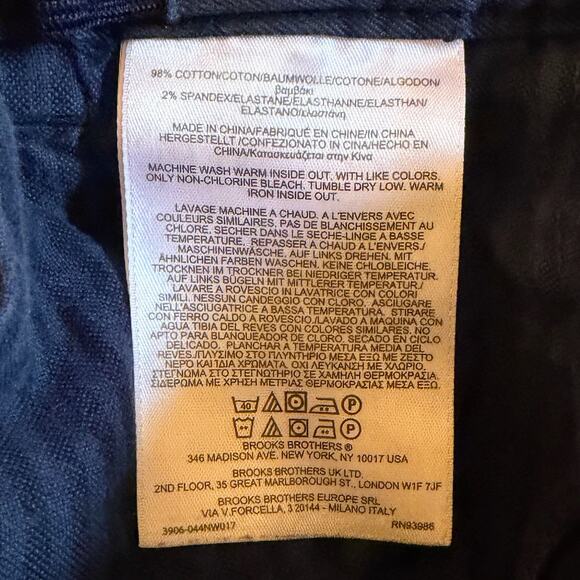 98% COTTON/COTON/BAUMWOLLE/COTONE/ALGODON/
βαμβάκι
2% SPANDEX/ELASTANE/ELASTHANNE/ELASTHAN/
ELASTANO/ελαστάνη
MADE IN CHINA/FABRIQUÉ EN CHINE/IN CHINA
HERGESTELLT /CONFEZIONATO IN CINA/HECHO EN
CHINA/Κατασκευάζεται στην Κίνα
MACHINE WASH WARM INSIDE OUT. WITH LIKE COLORS.
ONLY NON-CHLORINE BLEACH. TUMBLE DRY LOW. WARM
IRON INSIDE OUT.
LAVAGE MACHINE A CHAUD. A L'ENVERS AVEC
COULEURS SIMILAIRES. PAS DE BLANCHISSEMENT AU
CHLORE, SECHER DANS LE SECHE-LINGE A BASSE
TEMPERATURE. REPASSER A CHAUD A L'ENVERS./
MASCHINENWÄSCHE. AUF LINKS DREHEN. MIT
ÄHNLICHEN FARBEN WASCHEN. KEINE CHLOBLEICHE.
TROCKNEN IM TROCKNER BEI NIEDRIGER TEMPERATUR.
AUF LINKS BÜGELN MIT MITTLERER TEMPERATUR./
LAVARE A ROVESCIO IN LAVATRICE CON COLORI
SIMILI. NESSUN CANDEGGIO CON CLORO. ASCIUGARE
NELL'ASCIUGATRICE A BASSA TEMPERATURA. STIRARE
CON FERRO CALDO A ROVESCIO./LAVADO A MAQUINA CON
AGUA TIBIA DEL REVES CON COLORES SIMILARES. NO
APTO PARA BLANQUEADOR DE CLORO. SECADO EN CICLO
DELICADO. PLANCHAR A TEMPERATURA MEDIA DEL
REVES./ΠΛΥΣΙΜΟ ΣΤΟ ΠΛΥΝΤΗΡΙΟ ΜΕΣΑ ΕΞΩ ΜΕ ΖΕΣΤΟ
ΝΕΡΟ ΚΑΙ ΙΔΙΑ ΧΡΩΜΑΤΑ. ΟΧΙ ΛΕΥΚΑΝΣΗ ΜΕ ΧΛΩΡΙΟ.
ΣΤΕΓΝΩΜΑ ΣΤΟ ΣΤΕΓΝΩΤΗΡΙΟ ΣΕ ΧΑΜΗΛΗ ΘΕΡΜΟΚΡΑΣΙΑ.
ΣΙΔΕΡΩΜΑ ΜΕ ΧΡΗΣΗ ΜΕΤΡΙΑΣ ΘΕΡΜΟΚΡΑΣΙΑΣ ΜΕΣΑ ΕΞΩ.
40 P
P
BROOKS BROTHERS ®
346 MADISON AVE. NEW YORK, NY 10017 USA
BROOKS BROTHERS UK LTD.
2ND FLOOR, 35 GREAT MARLBOROUGH ST., LONDON W1F 7JF
BROOKS BROTHERS EUROPE SRL
VIA V.FORCELLA, 3 20144 - MILANO ITALY
3906-044NW017 RN93986